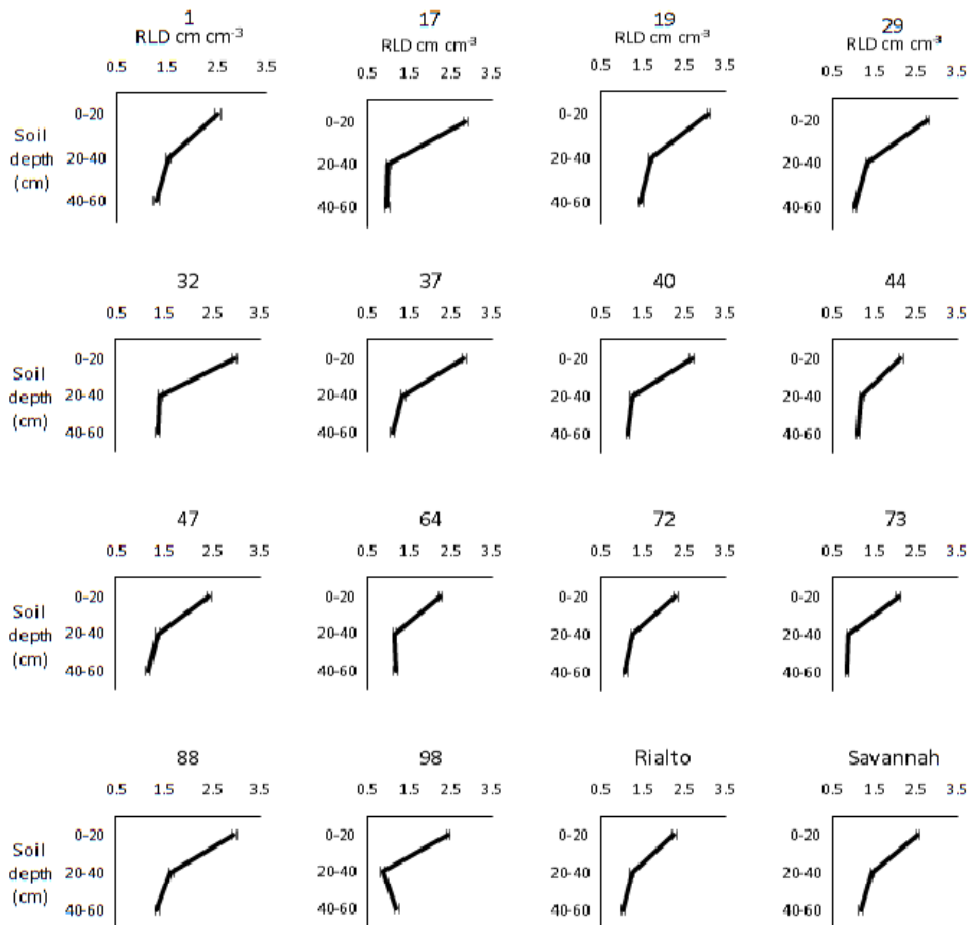 1 17 19 29
RLD cm cm⁻³ RLD cm cm⁻³ RLD cm cm⁻³ RLD cm cm⁻³
0.5 1.5 2.5 3.5 0.5 1.5 2.5 3.5 0.5 1.5 2.5 3.5 0.5 1.5 2.5 3.5
0-20 0-20 0-20 0-20
Soil
depth 20-40 20-40 20-40 20-40
(cm)
40-60 40-60 40-60 40-60
32 37 40 44
0.5 1.5 2.5 3.5 0.5 1.5 2.5 3.5 0.5 1.5 2.5 3.5 0.5 1.5 2.5 3.5
0-20 0-20 0-20 0-20
Soil
depth 20-40 20-40 20-40 20-40
(cm)
40-60 40-60 40-60 40-60
47 64 72 73
0.5 1.5 2.5 3.5 0.5 1.5 2.5 3.5 0.5 1.5 2.5 3.5 0.5 1.5 2.5 3.5
0-20 0-20 0-20 0-20
Soil
depth 20-40 20-40 20-40 20-40
(cm)
40-60 40-60 40-60 40-60
88 98 Rialto Savannah
0.5 1.5 2.5 3.5 0.5 1.5 2.5 3.5 0.5 1.5 2.5 3.5 0.5 1.5 2.5 3.5
0-20 0-20 0-20 0-20
Soil
depth 20-40 20-40 20-40 20-40
(cm)
40-60 40-60 40-60 40-60